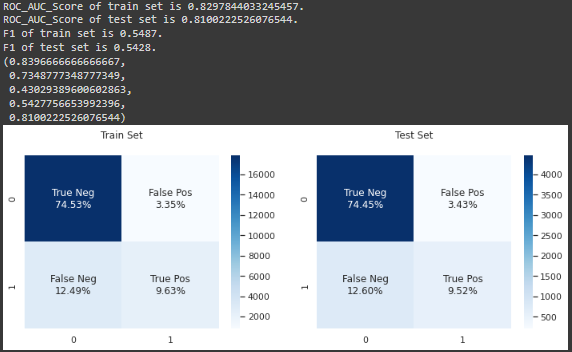 ROC_AUC_Score of train set is 0.8297844033245457.
ROC_AUC_Score of test set is 0.8100222526076544.
F1 of train set is 0.5487.
F1 of test set is 0.5428.
(0.8396666666666667,
0.7348777348777349,
0.43029389600602863,
0.5427756653992396,
0.8100222526076544)
Train Set
Test Set
0
True Neg
74.53%
False Pos
3.35%
1
False Neg
12.49%
True Pos
9.63%
0
1
16000
14000
12000
10000
8000
6000
4000
2000
0
True Neg
74.45%
False Pos
3.43%
1
False Neg
12.60%
True Pos
9.52%
0
1
4000
3500
3000
2500
2000
1500
1000
500